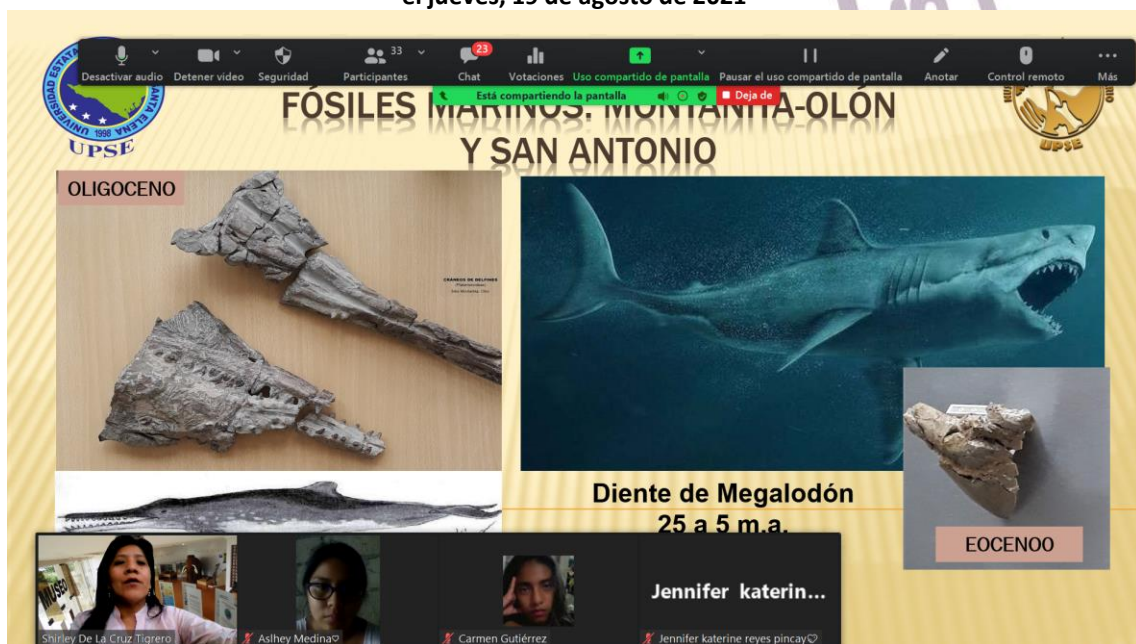 el jueves, 19 de agosto de 2021
33
23
Desactivar audio
Detener video
Seguridad
Participantes
Chat
Votaciones
Uso compartido de pantalla
Pausar el uso compartido de pantalla
Anotar
Control remoto
Más
Está compartiendo la pantalla
Deja de
FÓSILES MARINOS: MONTAÑITA-OLÓN
Y SAN ANTONIO
1998
UPSE
UPSE
OLIGOCENO
Diente de Megalodón
25 a 5 m.a.
EOCENOO
MUSEO
Shirley De La Cruz Tigrero
Aslhey Medina
Carmen Gutiérrez
Jennifer katerin...
Jennifer katerine reyes pincay